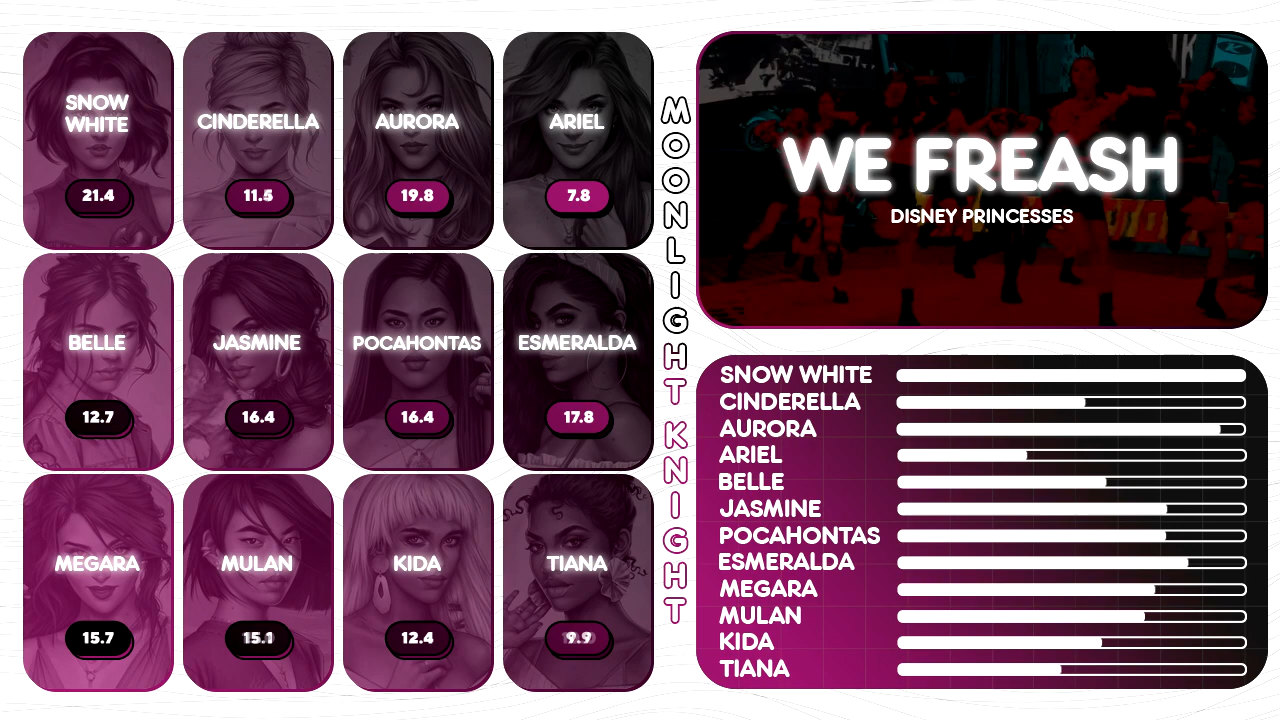 SNOW
WHITE
21.4
CINDERELLA
11.5
AURORA
19.8
ARIEL
7.8
BELLE
12.7
JASMINE
16.4
POCAHONTAS
16.4
ESMERALDA
17.8
MEGARA
15.7
MULAN
15.1
KIDA
12.4
TIANA
9.9
MOONLIGHT KNIGHT
WE FREASH
DISNEY PRINCESSES
SNOW WHITE
CINDERELLA
AURORA
ARIEL
BELLE
JASMINE
POCAHONTAS
ESMERALDA
MEGARA
MULAN
KIDA
TIANA